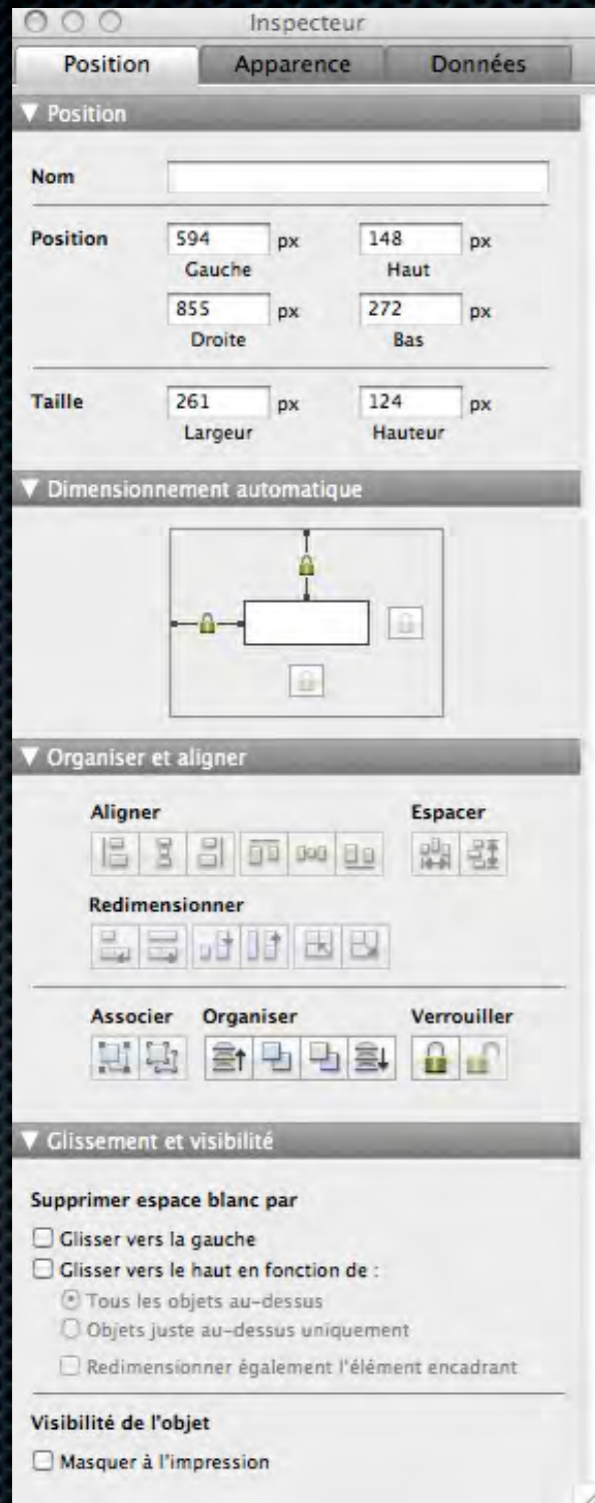 Inspecteur
Position Apparence Données
Position
Nom
Position 594 px 148 px
Gauche Haut
855 px 272 px
Droite Bas
Taille 261 px 124 px
Largeur Hauteur
Dimensionnement automatique
Organiser et aligner
Aligner Espacer
Redimensionner
Associer Organiser Verrouiller
Glissement et visibilité
Supprimer espace blanc par
Glisser vers la gauche
Glisser vers le haut en fonction de :
Tous les objets au-dessus
Objets juste au-dessus uniquement
Redimensionner également l'élément encadrant
Visibilité de l'objet
Masquer à l'impression